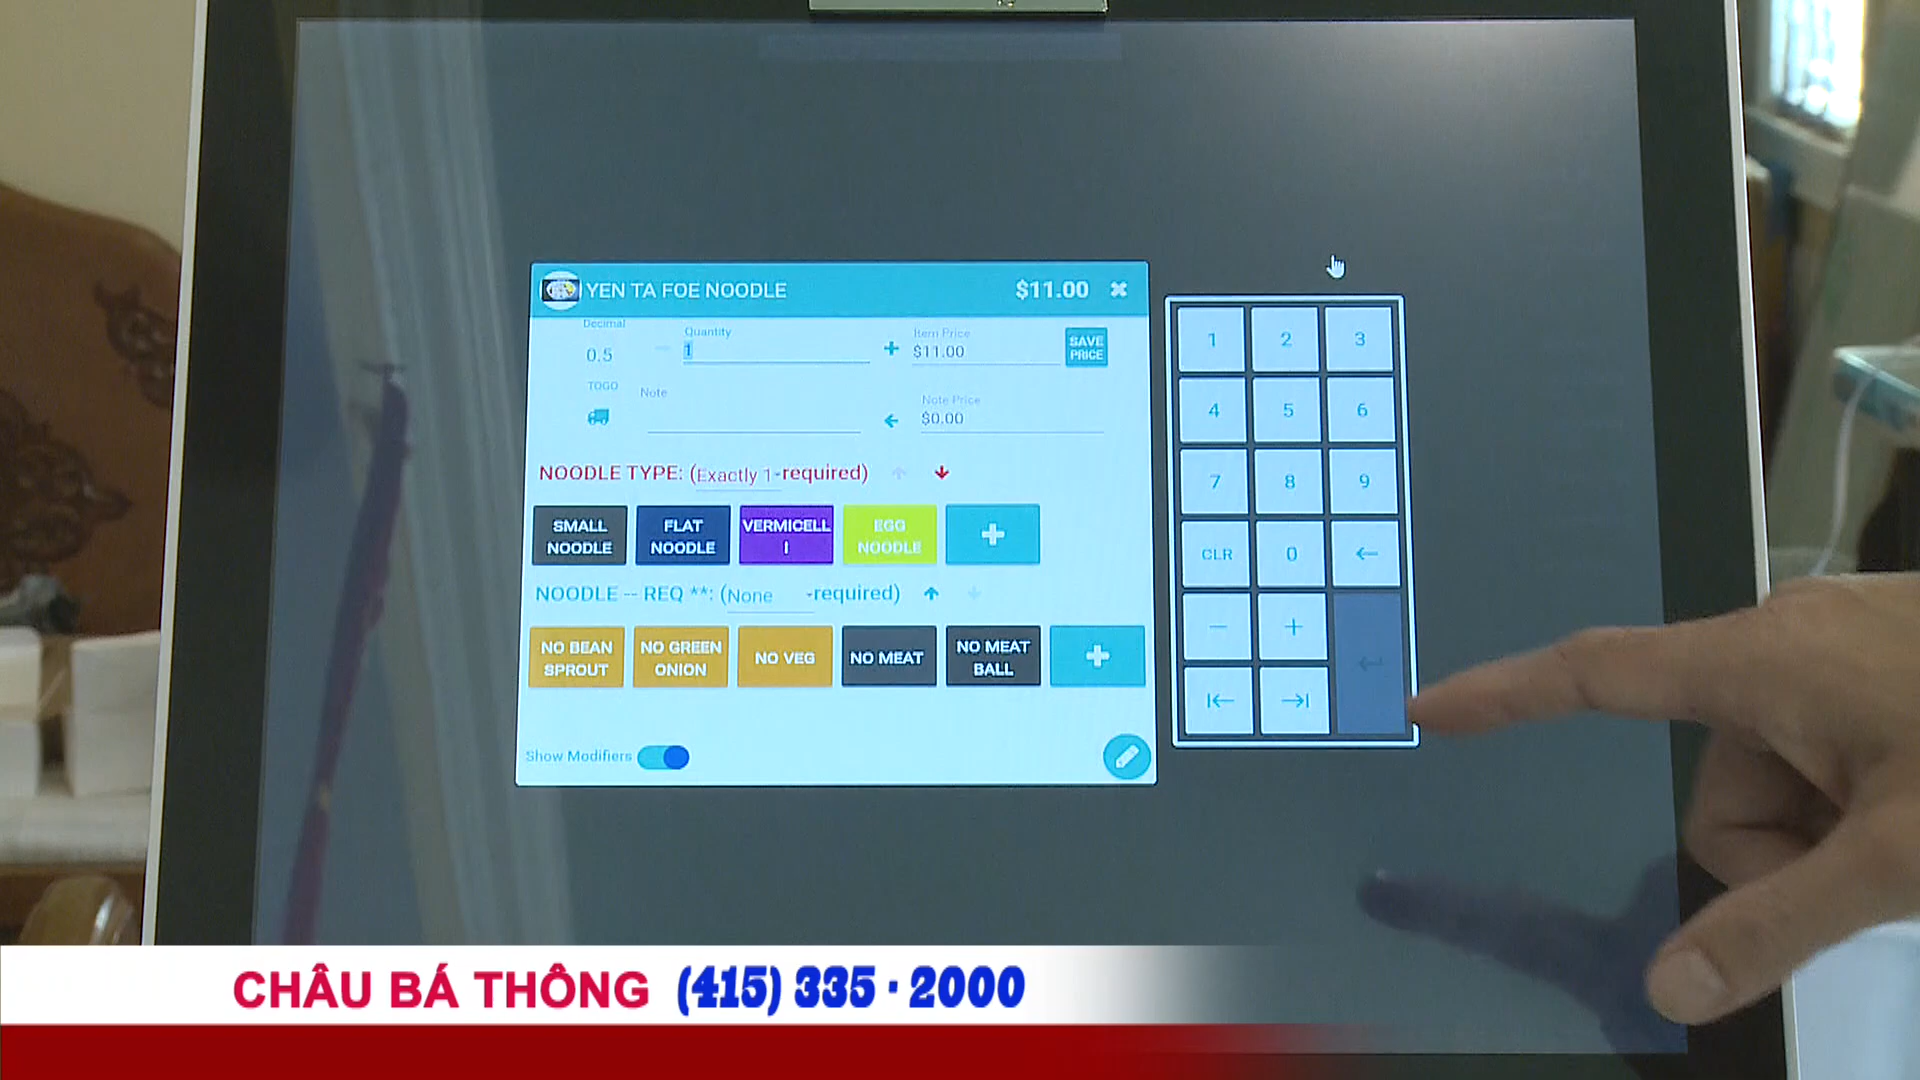 YEN TA FOE NOODLE $11.00 ✖
Decimal Quantity Item Price
0.5 − 1 + $11.00 SAVE PRICE
TOGO Note Note Price
← $0.00
NOODLE TYPE: (Exactly 1-required) ↑ ↓
SMALL NOODLE FLAT NOODLE VERMICELLI EGG NOODLE +
NOODLE -- REQ **: (None -required) ↑ ↓
NO BEAN SPROUT NO GREEN ONION NO VEG NO MEAT NO MEAT BALL +
Show Modifiers
1 2 3
4 5 6
7 8 9
CLR 0 ←
− + ↵
|← →|
CHÂU BÁ THÔNG (415) 335 · 2000